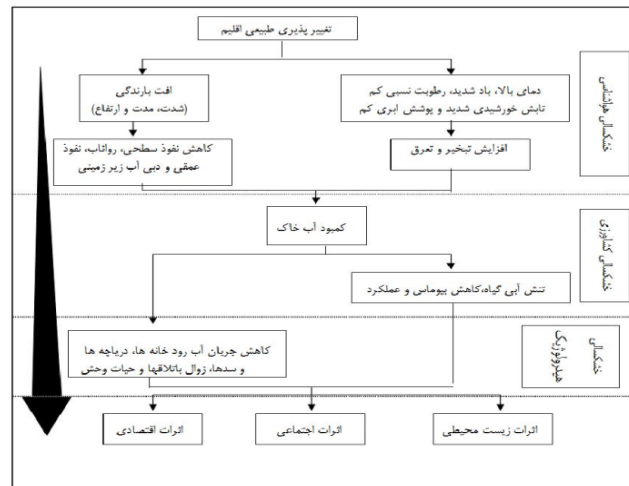 تغییر پذیری طبیعی اقلیم
دمای بالا، باد شدید، رطوبت نسبی کم
تابش خورشیدی شدید و پوشش ابری کم
افت بارندگی
(شدت، مدت و ارتفاع)
افزایش تبخیر و تعرق
کاهش نفوذ سطحی، رواناب، نفوذ
عمقی و دبی آب زیر زمینی
خشکسالی هواشناسی
کمبود آب خاک
تنش آبی گیاه،کاهش بیوماس و عملکرد
خشکسالی کشاورزی
کاهش جریان آب رود خانه ها، دریاچه ها
و سدها، زوال باتلاقها و حیات وحش
خشکسالی
هیدرولوژیک
اثرات زیست محیطی
اثرات اجتماعی
اثرات اقتصادی